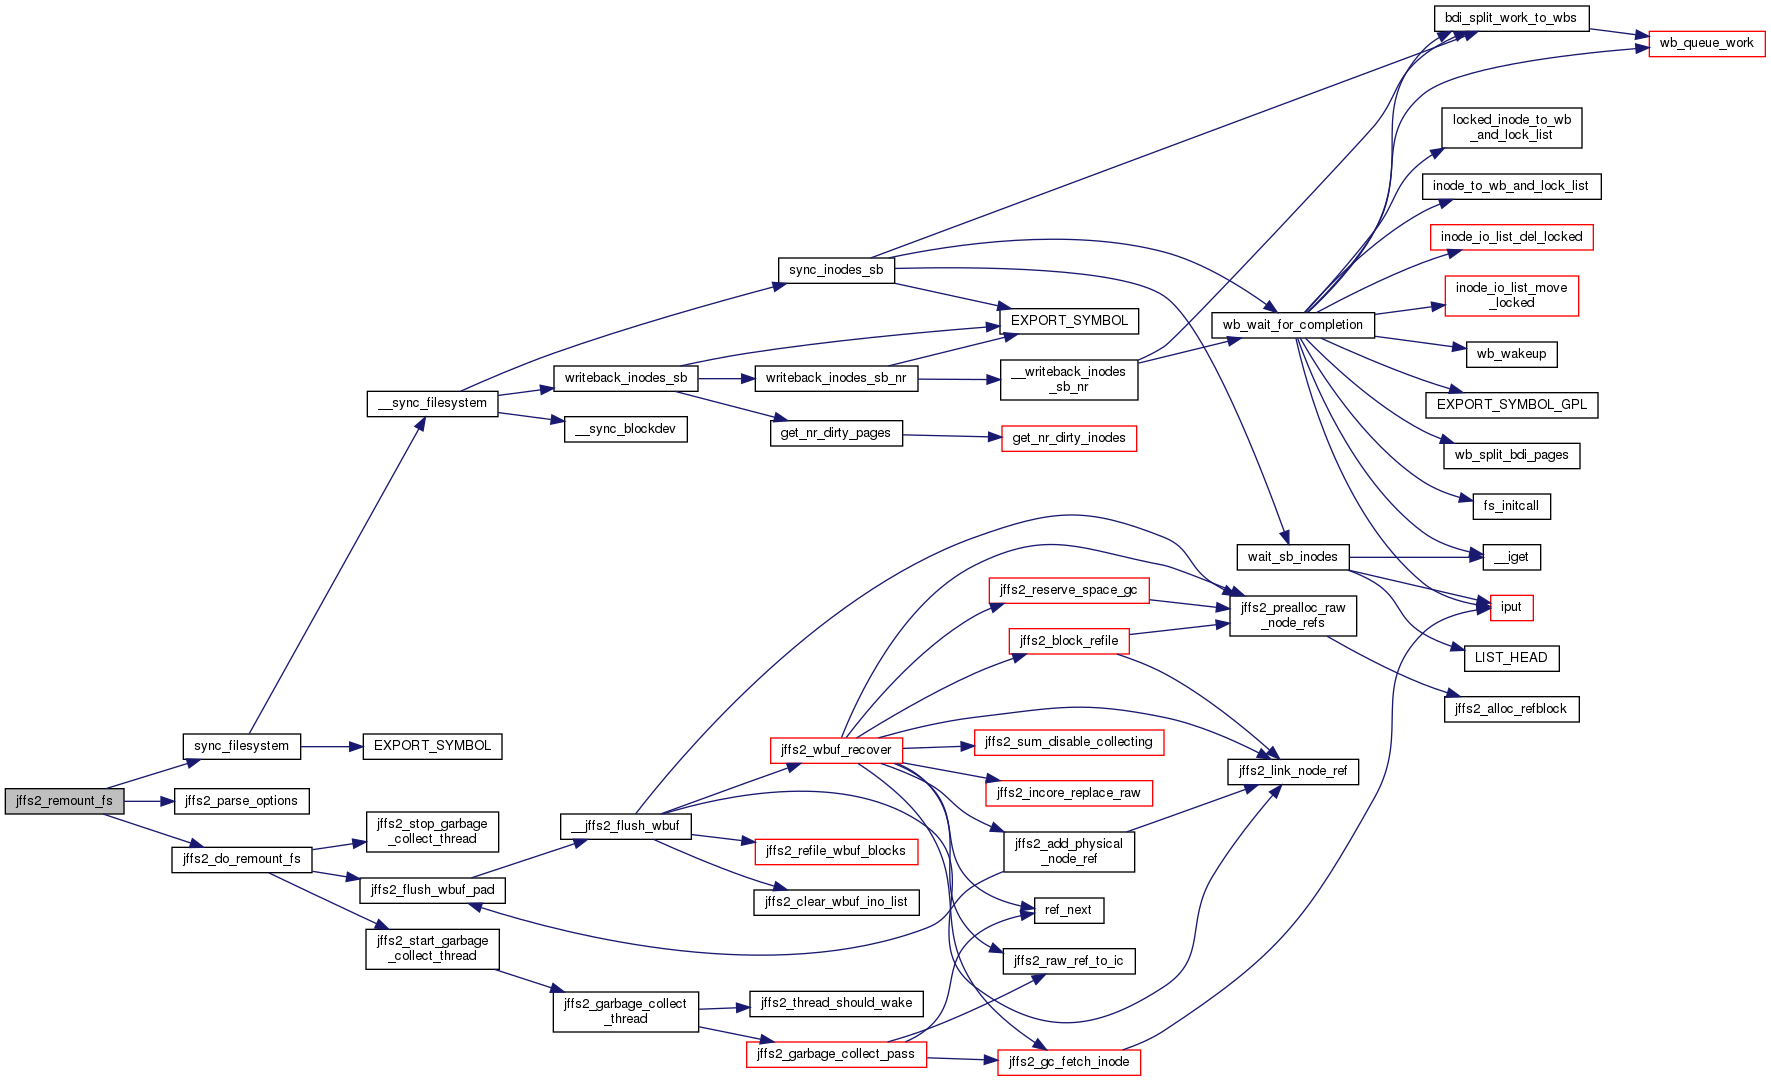 bdi_split_work_to_wbs
wb_queue_work
locked_inode_to_wb
_and_lock_list
inode_to_wb_and_lock_list
inode_io_list_del_locked
sync_inodes_sb
inode_io_list_move
_locked
EXPORT_SYMBOL
wb_wait_for_completion
wb_wakeup
writeback_inodes_sb
writeback_inodes_sb_nr
__writeback_inodes
_sb_nr
__sync_filesystem
EXPORT_SYMBOL_GPL
__sync_blockdev
get_nr_dirty_pages
get_nr_dirty_inodes
wb_split_bdi_pages
fs_initcall
wait_sb_inodes
__iget
jffs2_reserve_space_gc
jffs2_prealloc_raw
_node_refs
iput
jffs2_block_refile
LIST_HEAD
jffs2_alloc_refblock
sync_filesystem
EXPORT_SYMBOL
jffs2_wbuf_recover
jffs2_sum_disable_collecting
jffs2_link_node_ref
jffs2_remount_fs
jffs2_parse_options
jffs2_incore_replace_raw
jffs2_stop_garbage
_collect_thread
__jffs2_flush_wbuf
jffs2_refile_wbuf_blocks
jffs2_add_physical
_node_ref
jffs2_do_remount_fs
jffs2_flush_wbuf_pad
jffs2_clear_wbuf_ino_list
ref_next
jffs2_start_garbage
_collect_thread
jffs2_raw_ref_to_ic
jffs2_garbage_collect
_thread
jffs2_thread_should_wake
jffs2_garbage_collect_pass
jffs2_gc_fetch_inode